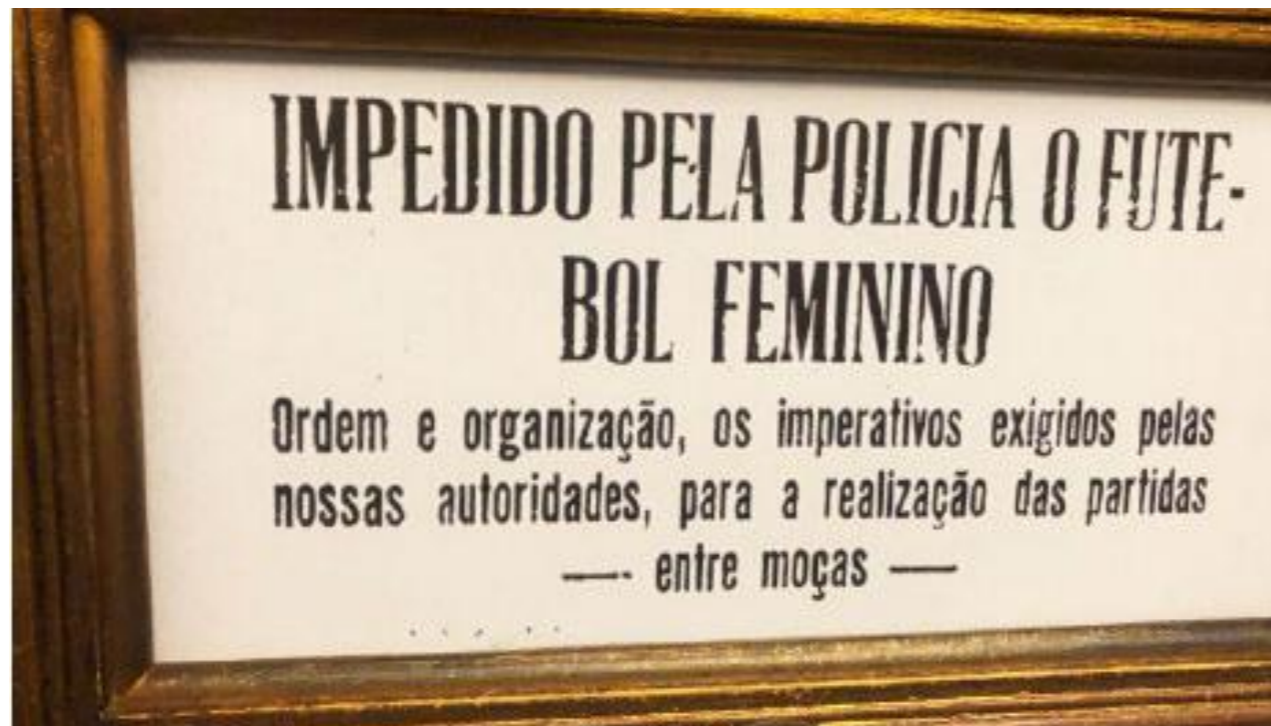 IMPEDIDO PELA POLICIA O FUTE-
BOL FEMININO
Ordem e organização, os imperativos exigidos pelas
nossas autoridades, para a realização das partidas
— entre moças —